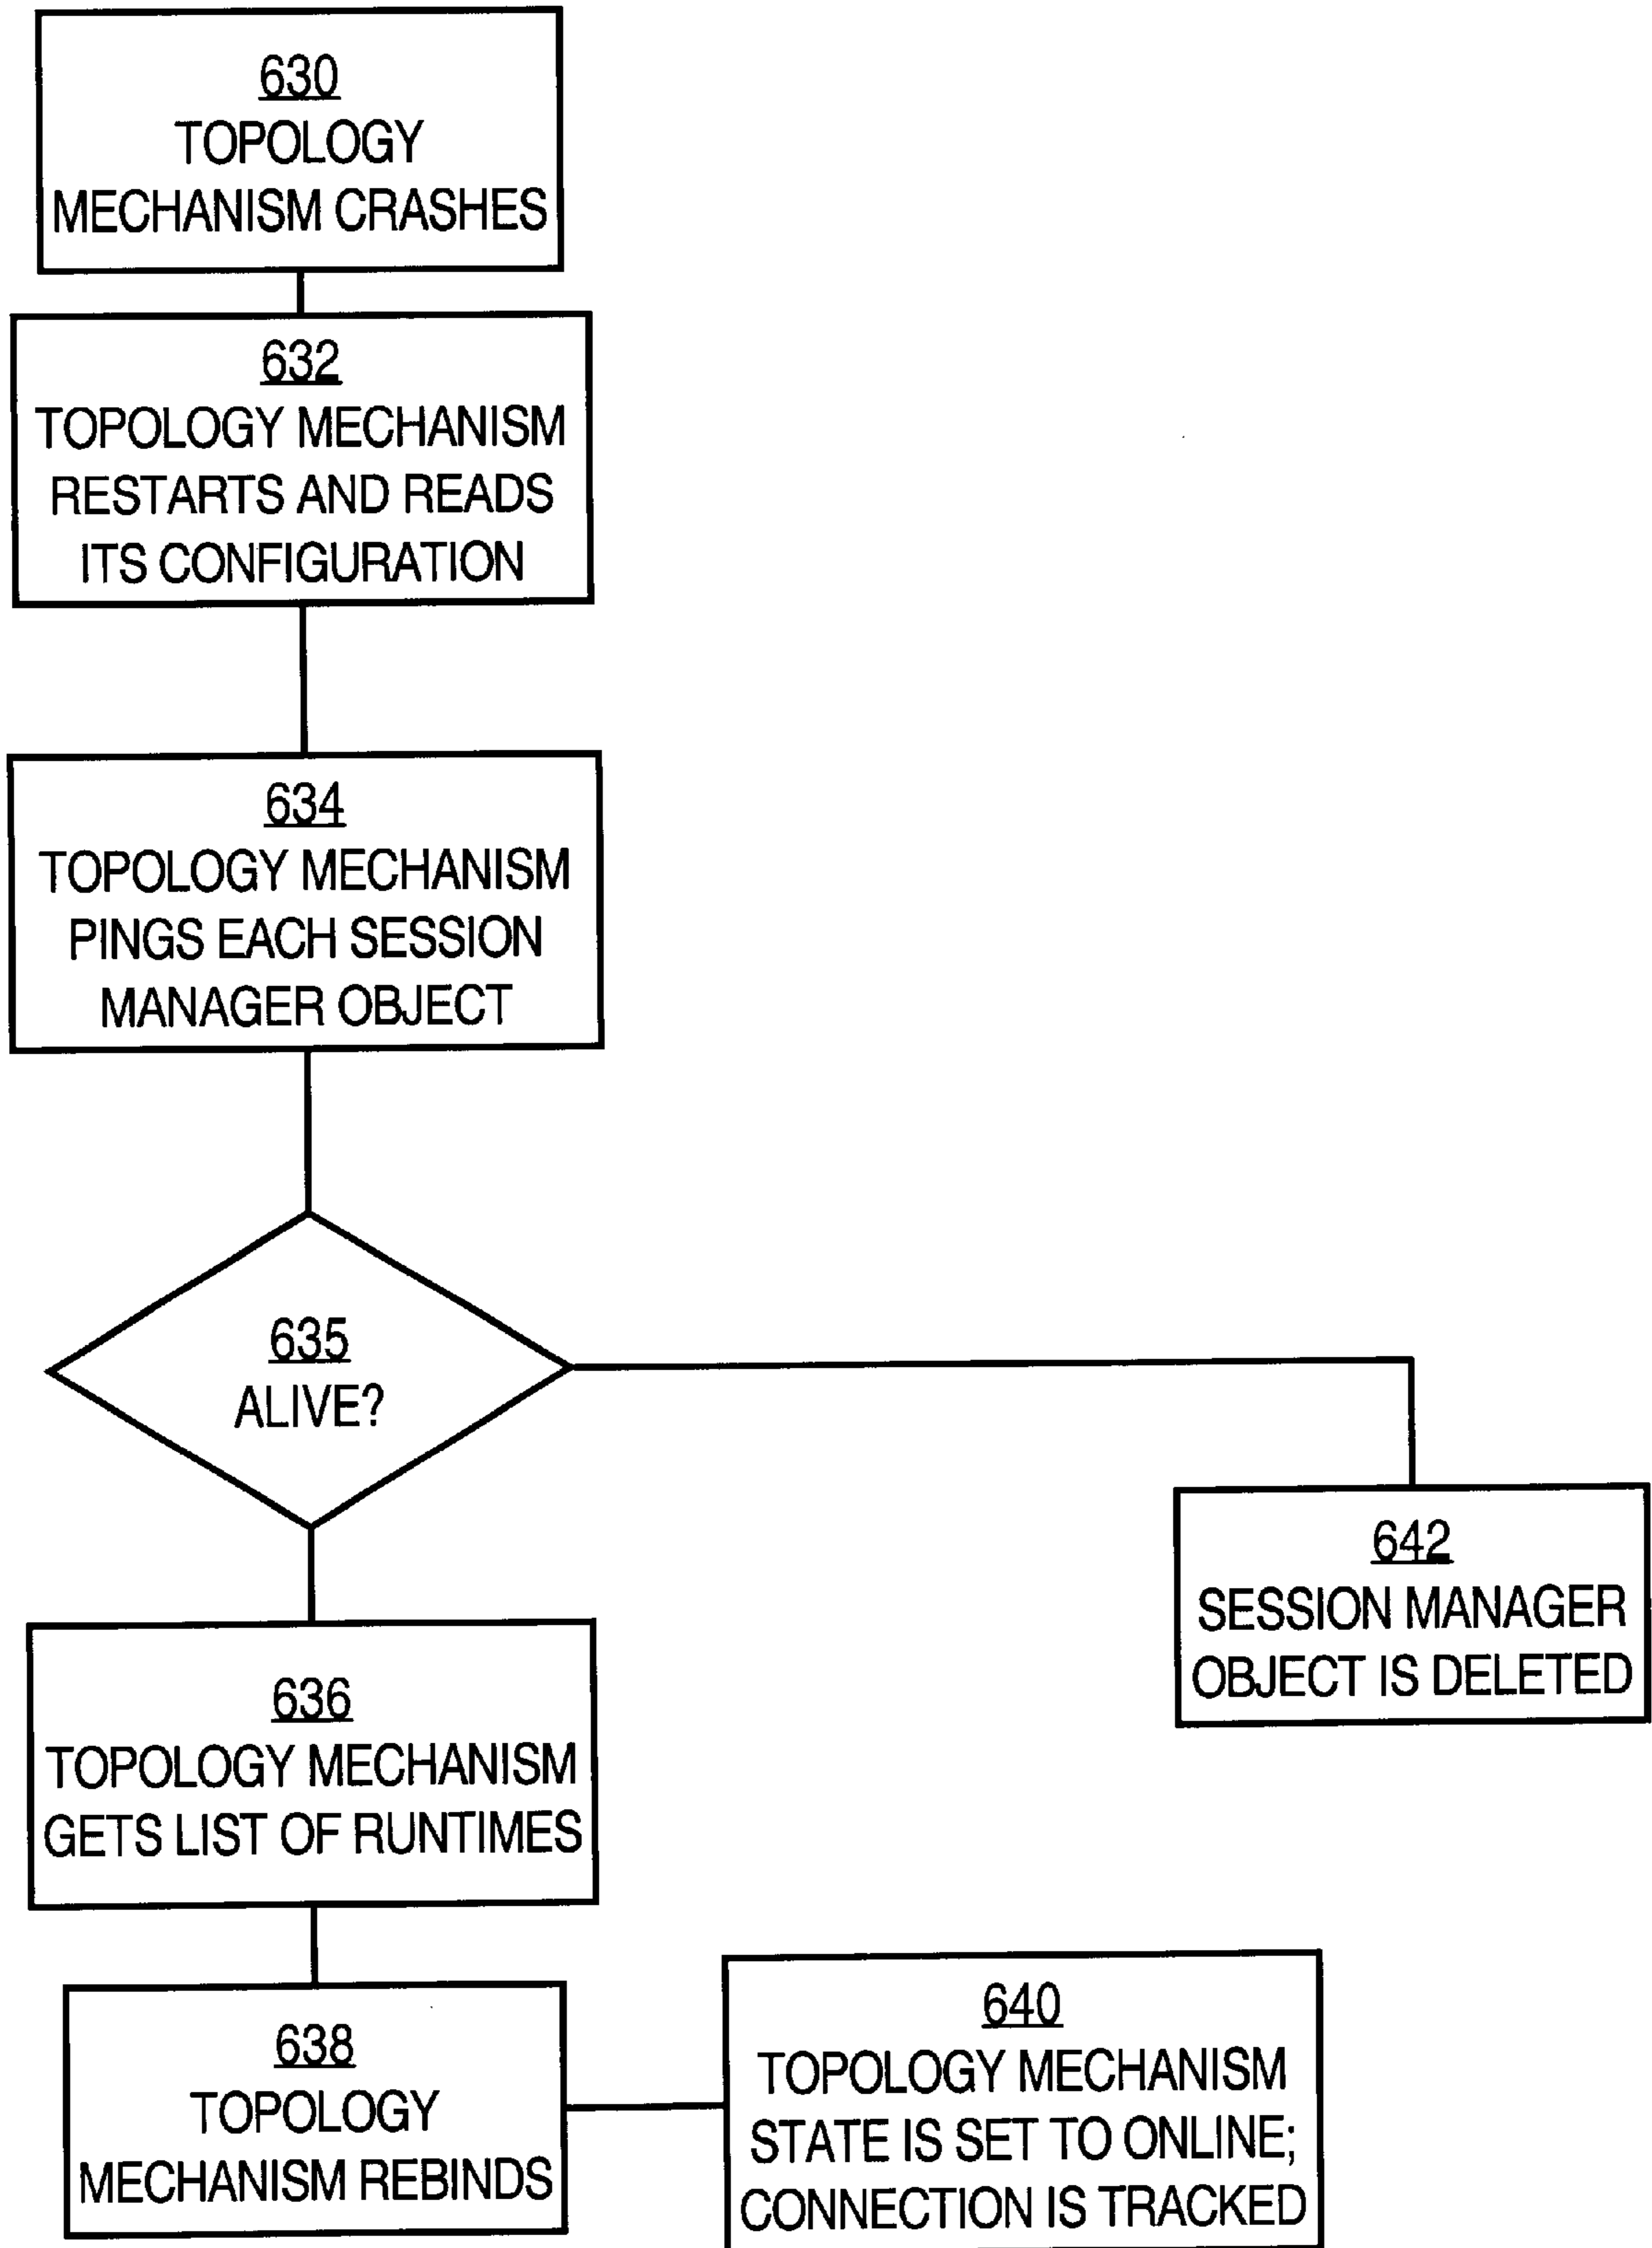 630
TOPOLOGY
MECHANISM CRASHES
632
TOPOLOGY MECHANISM
RESTARTS AND READS
ITS CONFIGURATION
634
TOPOLOGY MECHANISM
PINGS EACH SESSION
MANAGER OBJECT
635
ALIVE?
642
SESSION MANAGER
OBJECT IS DELETED
636
TOPOLOGY MECHANISM
GETS LIST OF RUNTIMES
638
TOPOLOGY
MECHANISM REBINDS
640
TOPOLOGY MECHANISM
STATE IS SET TO ONLINE;
CONNECTION IS TRACKED